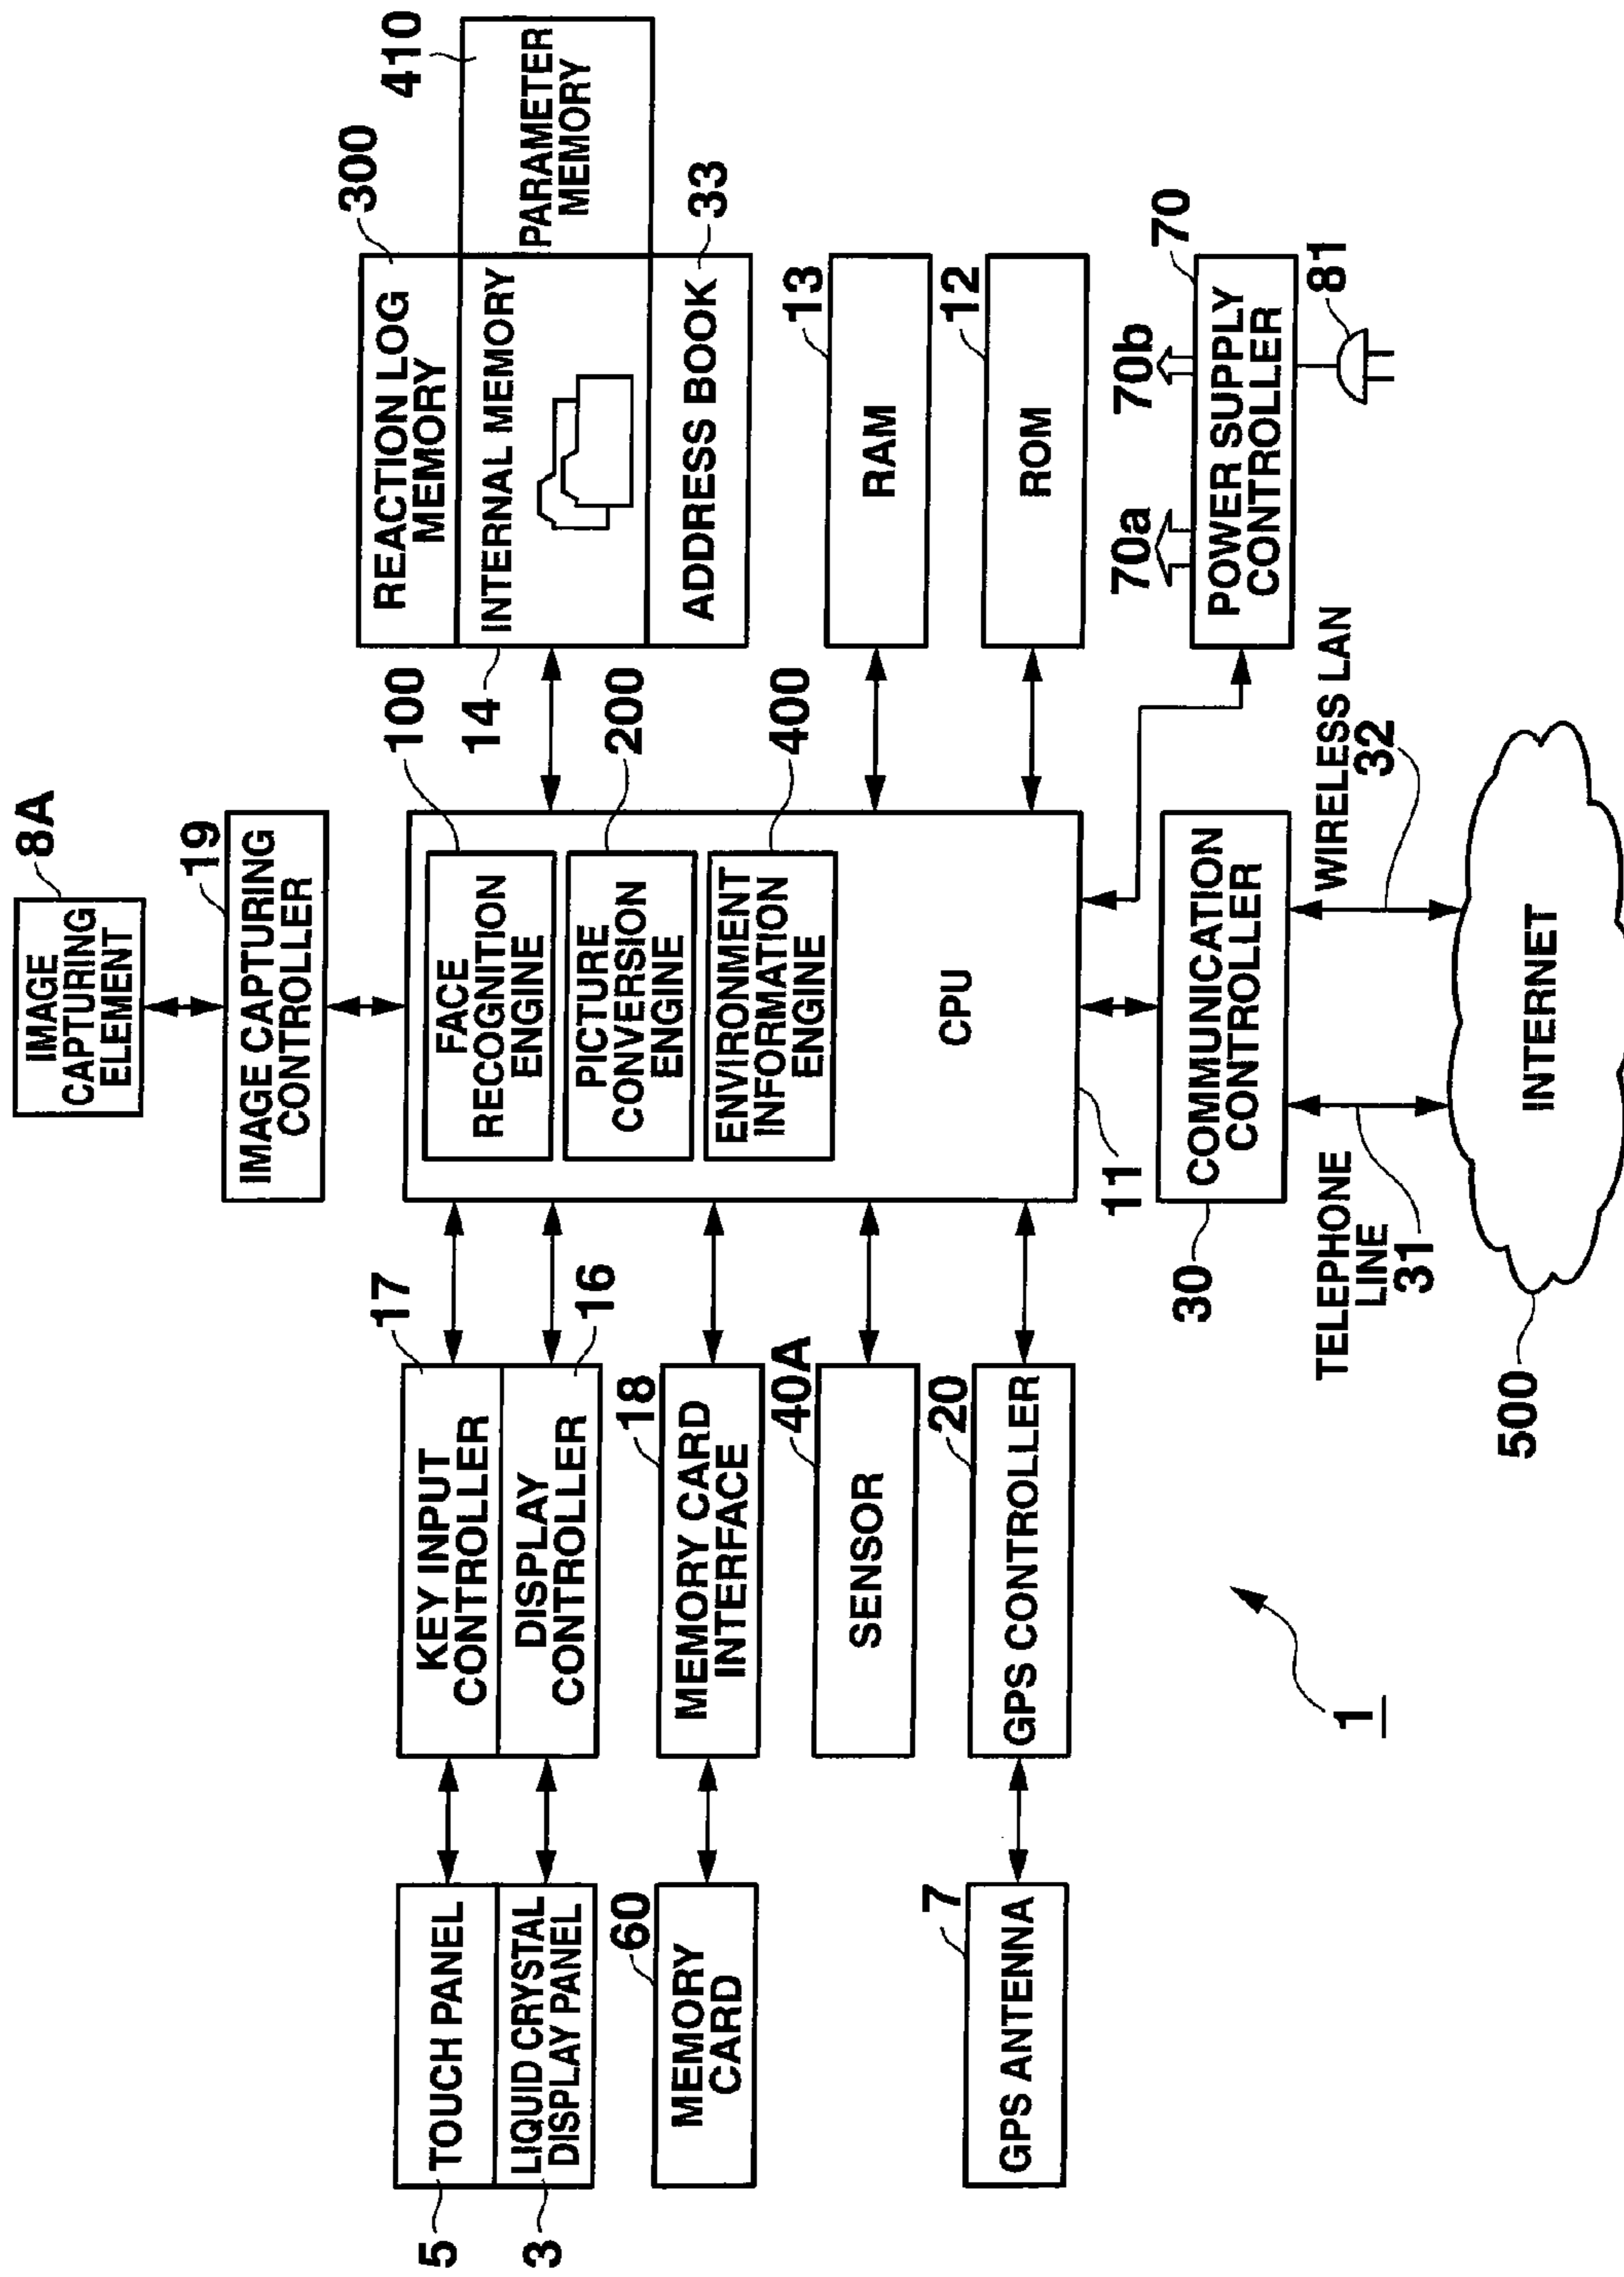 8A
IMAGE
CAPTURING
ELEMENT
19
IMAGE CAPTURING
CONTROLLER
5
TOUCH PANEL
3
LIQUID CRYSTAL
DISPLAY PANEL
17
KEY INPUT
CONTROLLER
16
DISPLAY
CONTROLLER
60
MEMORY
CARD
18
MEMORY CARD
INTERFACE
40A
SENSOR
7
GPS ANTENNA
20
GPS CONTROLLER
100
FACE
RECOGNITION
ENGINE
200
PICTURE
CONVERSION
ENGINE
400
ENVIRONMENT
INFORMATION
ENGINE
CPU
11
300
REACTION LOG
MEMORY
14
INTERNAL MEMORY
410
PARAMETER
MEMORY
33
ADDRESS BOOK
13
RAM
12
ROM
70a
70b
70
POWER SUPPLY
CONTROLLER
81
30
COMMUNICATION
CONTROLLER
TELEPHONE
LINE
31
WIRELESS LAN
32
INTERNET
500
1